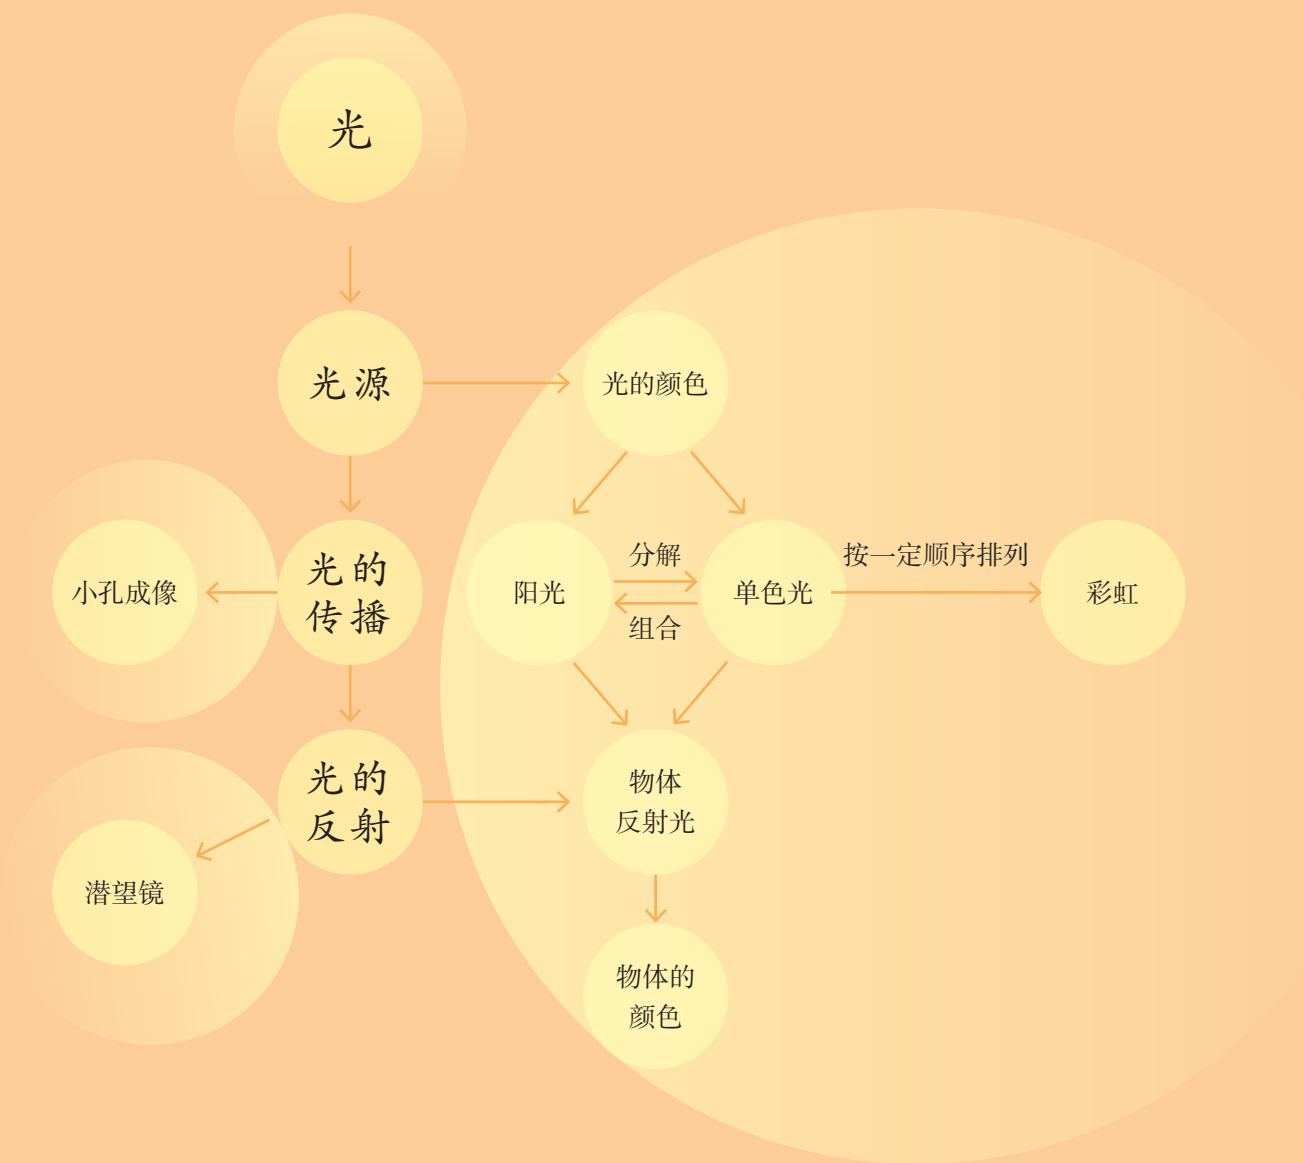 光
光源
光的颜色
小孔成像
光的
传播
阳光
分解
组合
单色光
按一定顺序排列
彩虹
光的
反射
物体
反射光
潜望镜
物体的
颜色